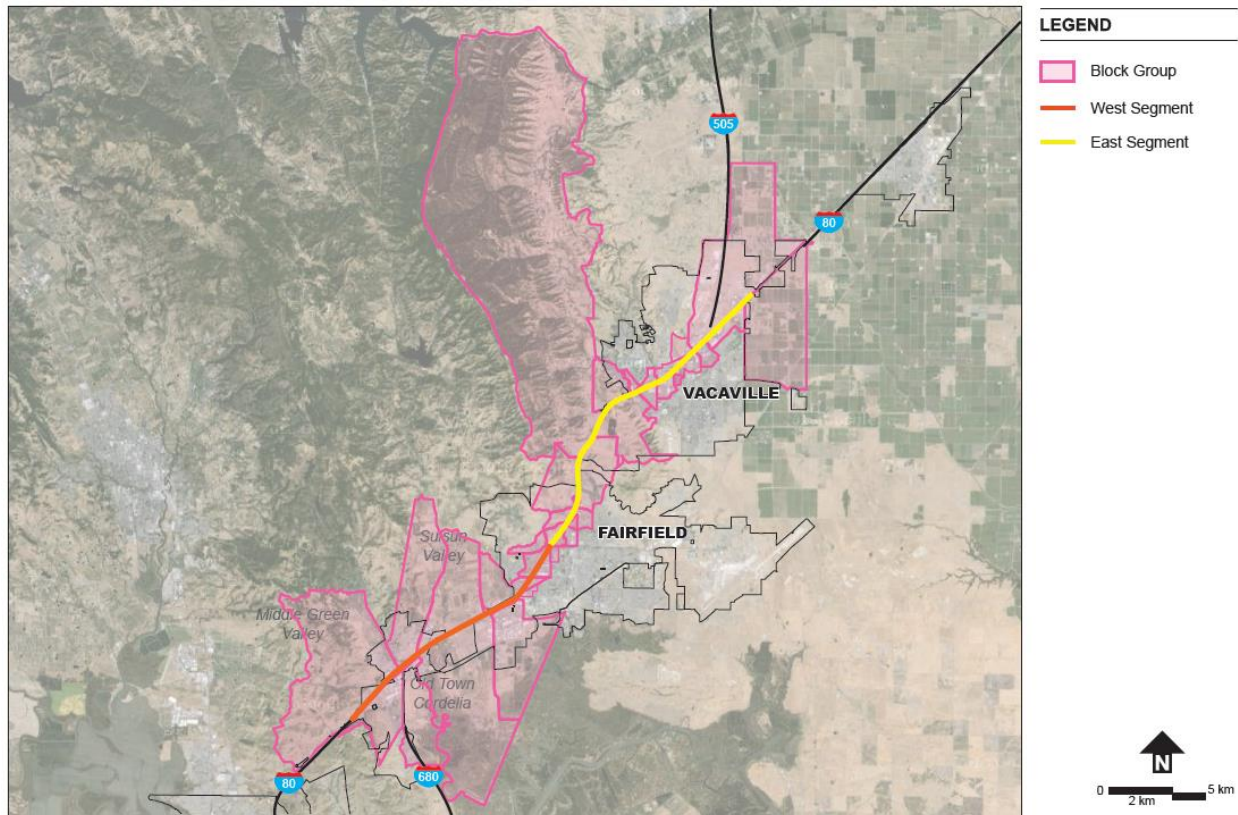 LEGEND
Block Group
West Segment
East Segment
505
80
VACAVILLE
FAIRFIELD
Suisun
Valley
Middle Green
Valley
Old Town
Cordelia
80
680
N
0
2 km
5 km